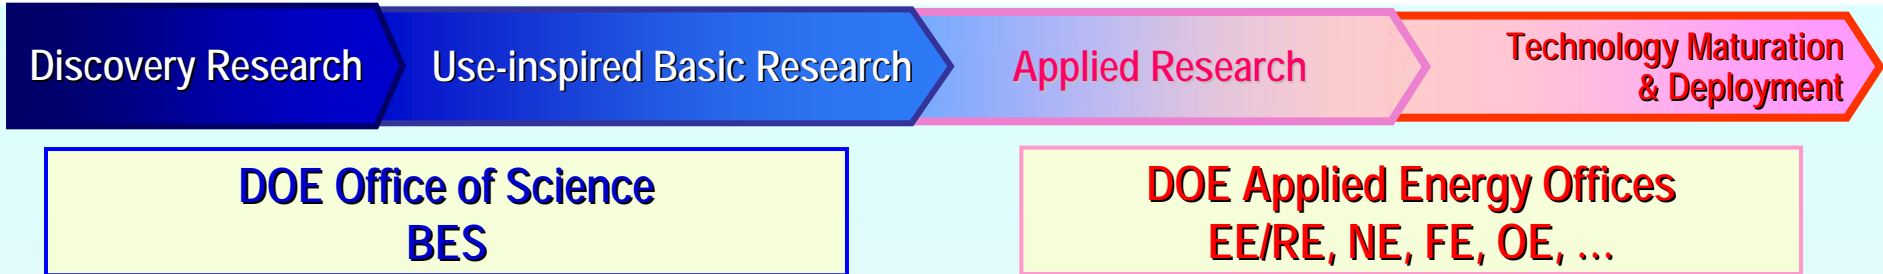 Discovery Research
Use-inspired Basic Research
Applied Research
Technology Maturation
& Deployment
DOE Office of Science
BES
DOE Applied Energy Offices
EE/RE, NE, FE, OE, …